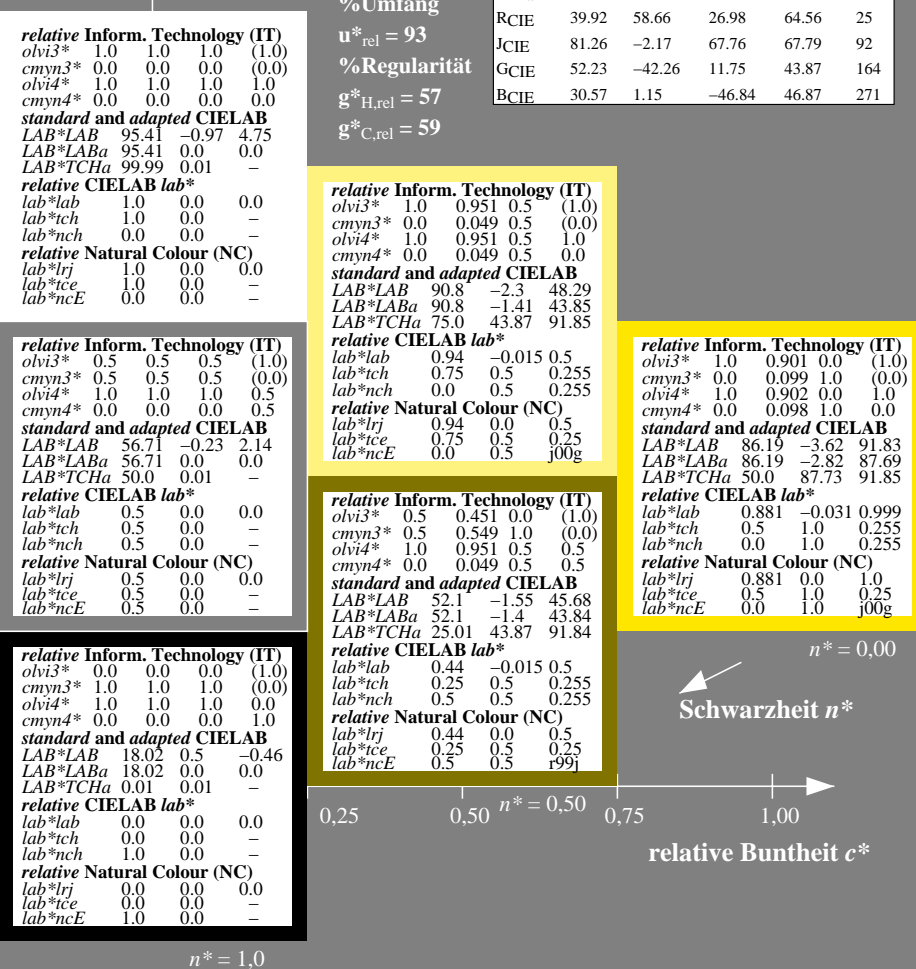 %Umfang
u*rel = 93
%Regularität
g*H,rel = 57
g*C,rel = 59
RCIE 39.92 58.66 26.98 64.56 25
JCIE 81.26 −2.17 67.76 67.79 92
GCIE 52.23 −42.26 11.75 43.87 164
BCIE 30.57 1.15 −46.84 46.87 271
relative Inform. Technology (IT)
olvi3* 1.0 1.0 1.0 (1.0)
cmyn3* 0.0 0.0 0.0 (0.0)
olvi4* 1.0 1.0 1.0 1.0
cmyn4* 0.0 0.0 0.0 0.0
standard and adapted CIELAB
LAB*LAB 95.41 −0.97 4.75
LAB*LABa 95.41 0.0 0.0
LAB*TCHa 99.99 0.01 –
relative CIELAB lab*
lab*lab 1.0 0.0 0.0
lab*tch 1.0 0.0 –
lab*nch 0.0 0.0 –
relative Natural Colour (NC)
lab*lrj 1.0 0.0 0.0
lab*tce 1.0 0.0 –
lab*ncE 0.0 0.0 –
relative Inform. Technology (IT)
olvi3* 1.0 0.951 0.5 (1.0)
cmyn3* 0.0 0.049 0.5 (0.0)
olvi4* 1.0 0.951 0.5 1.0
cmyn4* 0.0 0.049 0.5 0.0
standard and adapted CIELAB
LAB*LAB 90.8 −2.3 48.29
LAB*LABa 90.8 −1.41 43.85
LAB*TCHa 75.0 43.87 91.85
relative CIELAB lab*
lab*lab 0.94 −0.015 0.5
lab*tch 0.75 0.5 0.255
lab*nch 0.0 0.5 0.255
relative Natural Colour (NC)
lab*lrj 0.94 0.0 0.5
lab*tce 0.75 0.5 0.25
lab*ncE 0.0 0.5 j00g
relative Inform. Technology (IT)
olvi3* 0.5 0.5 0.5 (1.0)
cmyn3* 0.5 0.5 0.5 (0.0)
olvi4* 1.0 1.0 1.0 0.5
cmyn4* 0.0 0.0 0.0 0.5
standard and adapted CIELAB
LAB*LAB 56.71 −0.23 2.14
LAB*LABa 56.71 0.0 0.0
LAB*TCHa 50.0 0.01 –
relative CIELAB lab*
lab*lab 0.5 0.0 0.0
lab*tch 0.5 0.0 –
lab*nch 0.5 0.0 –
relative Natural Colour (NC)
lab*lrj 0.5 0.0 0.0
lab*tce 0.5 0.0 –
lab*ncE 0.5 0.0 –
relative Inform. Technology (IT)
olvi3* 1.0 0.901 0.0 (1.0)
cmyn3* 0.0 0.099 1.0 (0.0)
olvi4* 1.0 0.902 0.0 1.0
cmyn4* 0.0 0.098 1.0 0.0
standard and adapted CIELAB
LAB*LAB 86.19 −3.62 91.83
LAB*LABa 86.19 −2.82 87.69
LAB*TCHa 50.0 87.73 91.85
relative CIELAB lab*
lab*lab 0.881 −0.031 0.999
lab*tch 0.5 1.0 0.255
lab*nch 0.0 1.0 0.255
relative Natural Colour (NC)
lab*lrj 0.881 0.0 1.0
lab*tce 0.5 1.0 0.25
lab*ncE 0.0 1.0 j00g
relative Inform. Technology (IT)
olvi3* 0.5 0.451 0.0 (1.0)
cmyn3* 0.5 0.549 1.0 (0.0)
olvi4* 1.0 0.951 0.5 0.5
cmyn4* 0.0 0.049 0.5 0.5
standard and adapted CIELAB
LAB*LAB 52.1 −1.55 45.68
LAB*LABa 52.1 −1.4 43.84
LAB*TCHa 25.01 43.87 91.84
relative CIELAB lab*
lab*lab 0.44 −0.015 0.5
lab*tch 0.25 0.5 0.255
lab*nch 0.5 0.5 0.255
relative Natural Colour (NC)
lab*lrj 0.44 0.0 0.5
lab*tce 0.25 0.5 0.25
lab*ncE 0.5 0.5 r99j
relative Inform. Technology (IT)
olvi3* 0.0 0.0 0.0 (1.0)
cmyn3* 1.0 1.0 1.0 (0.0)
olvi4* 1.0 1.0 1.0 0.0
cmyn4* 0.0 0.0 0.0 1.0
standard and adapted CIELAB
LAB*LAB 18.02 0.5 −0.46
LAB*LABa 18.02 0.0 0.0
LAB*TCHa 0.01 0.01 –
relative CIELAB lab*
lab*lab 0.0 0.0 0.0
lab*tch 0.0 0.0 –
lab*nch 1.0 0.0 –
relative Natural Colour (NC)
lab*lrj 0.0 0.0 0.0
lab*tce 0.0 0.0 –
lab*ncE 1.0 0.0 –
n* = 0,00
Schwarzheit n*
n* = 0,50
0,25 0,50 0,75 1,00
relative Buntheit c*
n* = 1,0